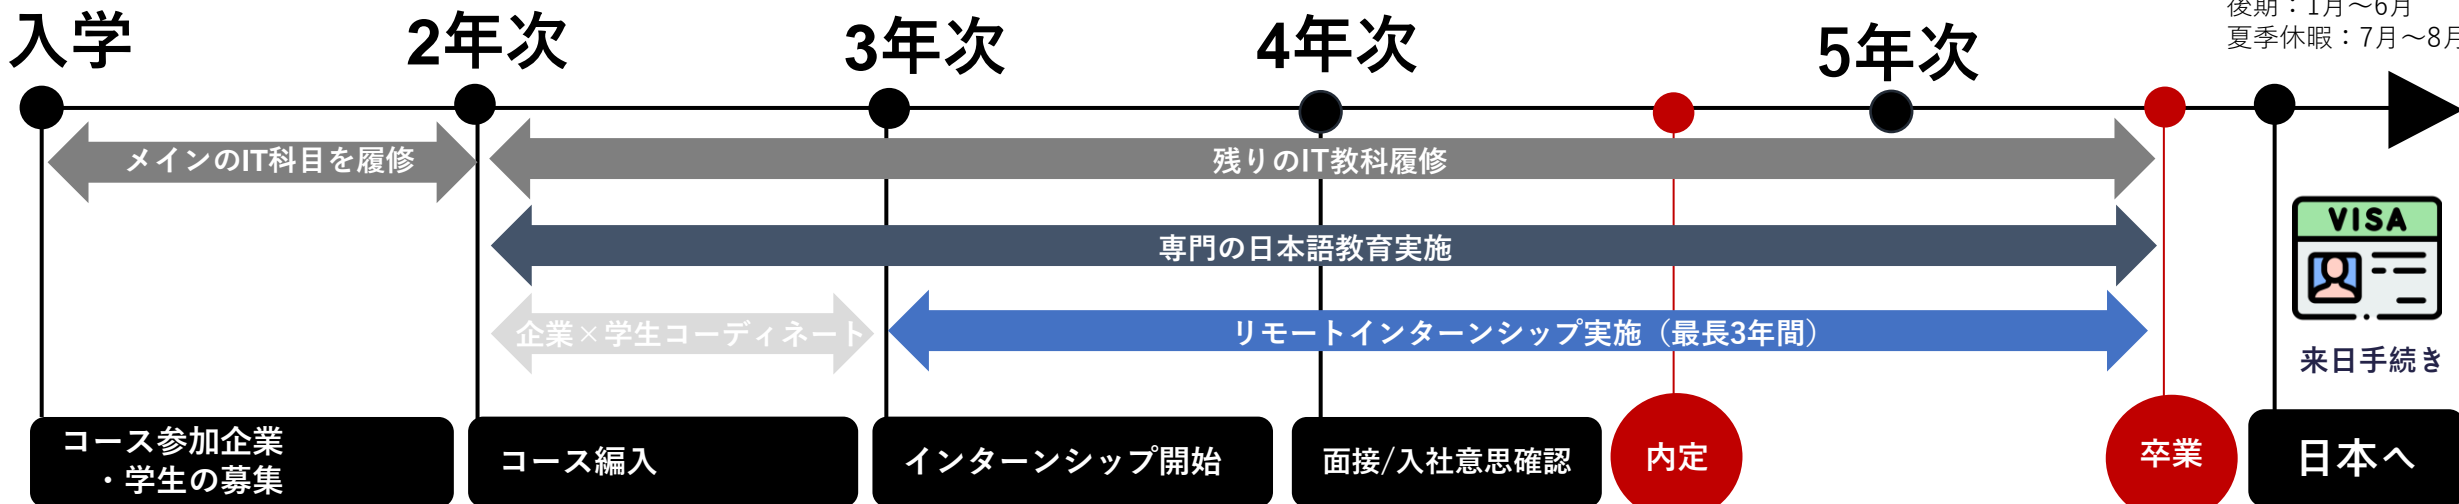 後期：1月〜6月
夏季休暇：7月〜8月
入学
2年次
3年次
4年次
5年次
メインのIT科目を履修
残りのIT教科履修
専門の日本語教育実施
企業×学生コーディネート
リモートインターンシップ実施（最長3年間）
VISA
来日手続き
コース参加企業
・学生の募集
コース編入
インターンシップ開始
面接/入社意思確認
内定
卒業
日本へ